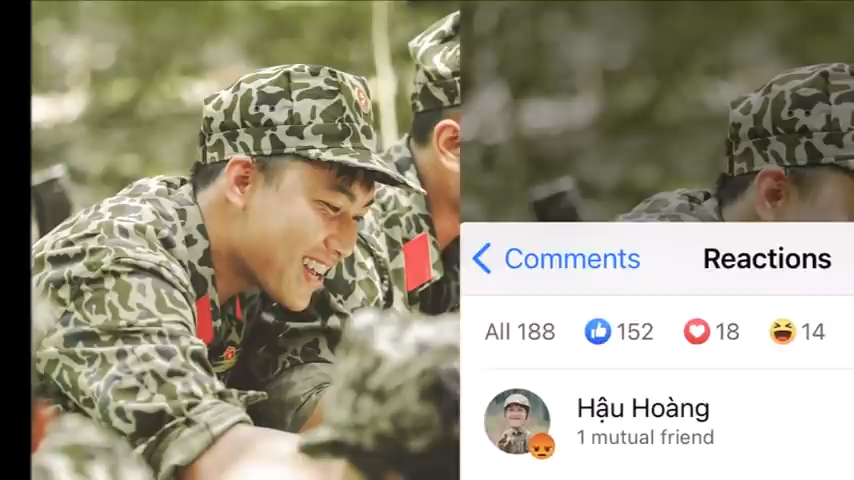 Comments
Reactions
All 188
152
18
14
Hậu Hoàng
1 mutual friend